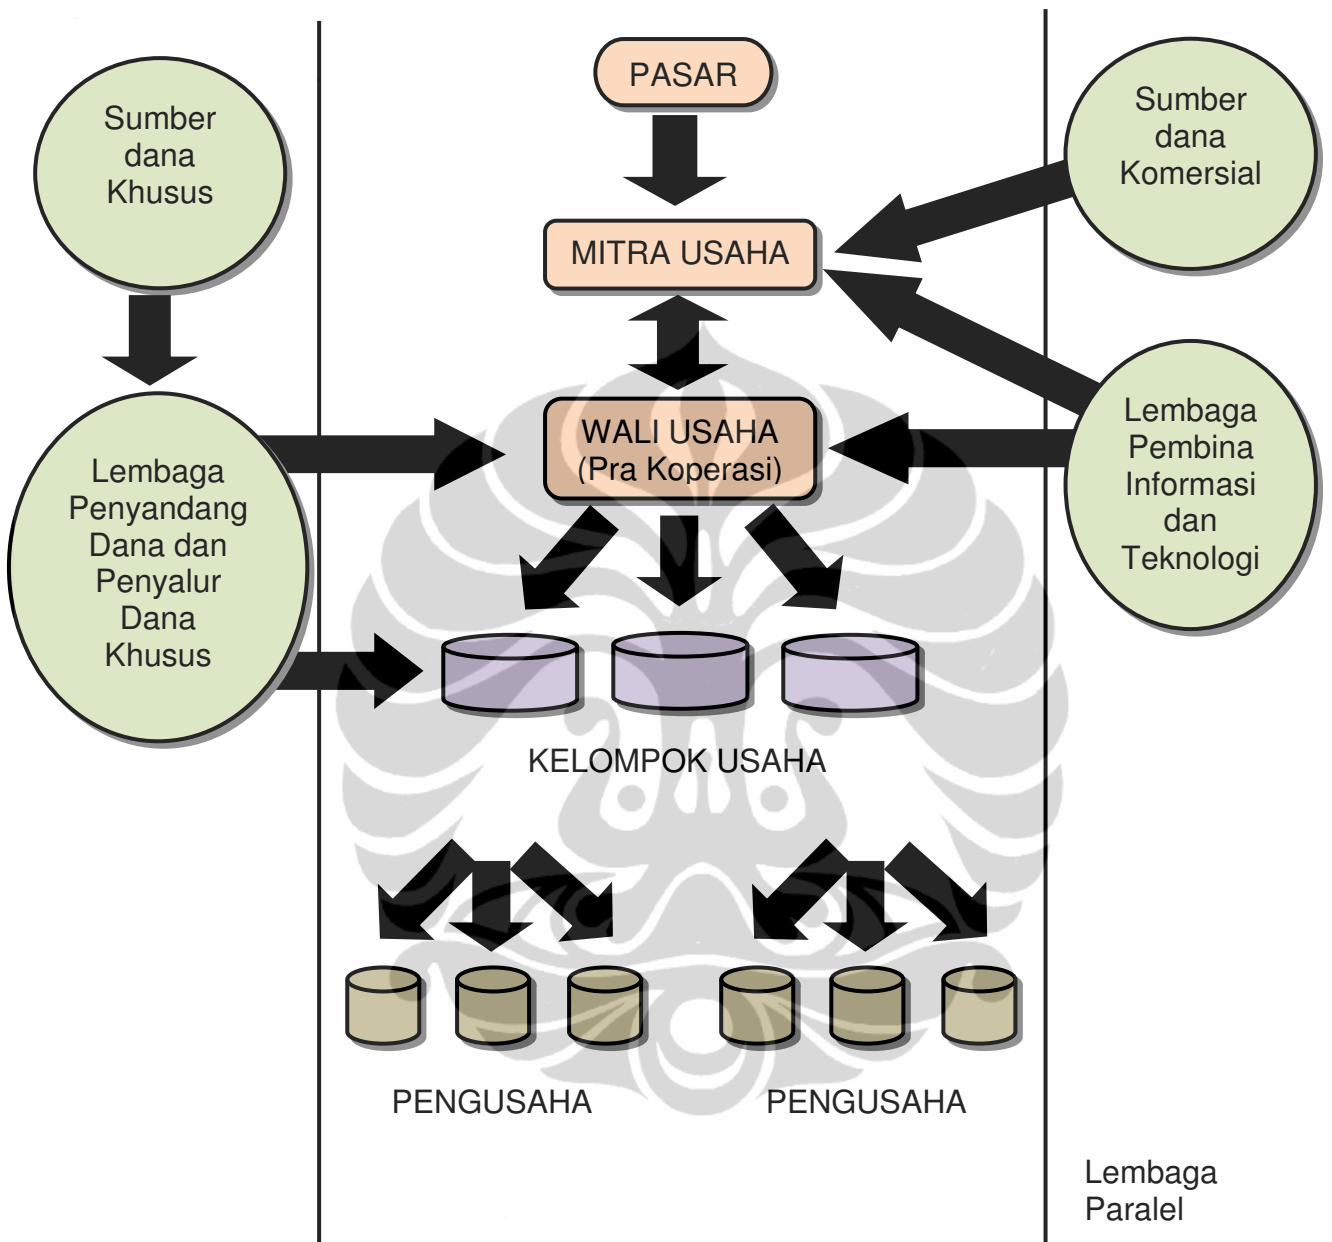 PASAR
Sumber
dana
Khusus
Sumber
dana
Komersial
MITRA USAHA
WALI USAHA
(Pra Koperasi)
Lembaga
Penyandang
Dana dan
Penyalur
Dana
Khusus
Lembaga
Pembina
Informasi
dan
Teknologi
KELOMPOK USAHA
PENGUSAHA
PENGUSAHA
Lembaga
Paralel